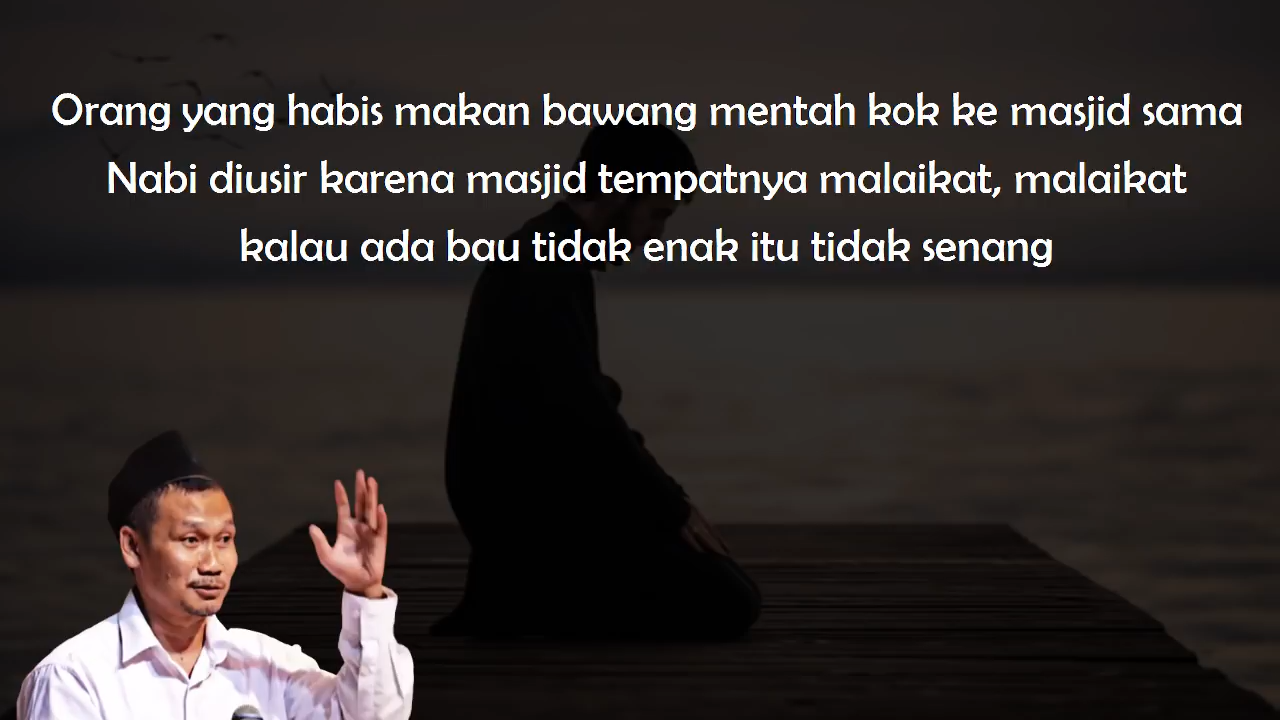 Orang yang habis makan bawang mentah kok ke masjid sama
Nabi diusir karena masjid tempatnya malaikat, malaikat
kalau ada bau tidak enak itu tidak senang